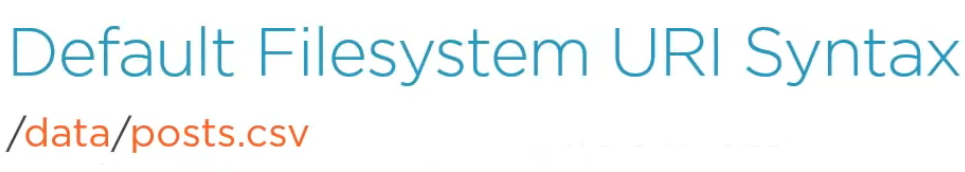 Default Filesystem URI Syntax
/data/posts.csv